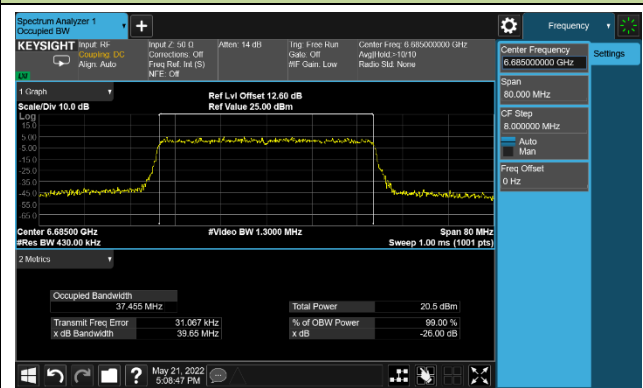 Spectrum Analyzer 1
Occupied BW
+
Frequency
KEYSIGHT
Input: RF
Coupling: DC
Align: Auto
Input Z: 50 Ω
Corrections: Off
Freq Ref: Int (S)
NFE: Off
Atten: 14 dB
Trig: Free Run
Gate: Off
#IF Gain: Low
Center Freq: 6.685000000 GHz
Avg|Hold:>10/10
Radio Std: None
Center Frequency
6.685000000 GHz
Settings
Span
80.000 MHz
CF Step
8.000000 MHz
Auto
Man
Freq Offset
0 Hz
1 Graph
Scale/Div 10.0 dB
Ref Lvl Offset 12.60 dB
Ref Value 25.00 dBm
Log
15.0
5.00
-5.00
-15.0
-25.0
-35.0
-45.0
-55.0
-65.0
Center 6.68500 GHz
#Video BW 1.3000 MHz
Span 80 MHz
#Res BW 430.00 kHz
Sweep 1.00 ms (1001 pts)
2 Metrics
Occupied Bandwidth
37.455 MHz
Total Power
20.5 dBm
Transmit Freq Error
31.067 kHz
% of OBW Power
99.00 %
x dB Bandwidth
39.65 MHz
x dB
-26.00 dB
?
May 21, 2022
5:08:47 PM